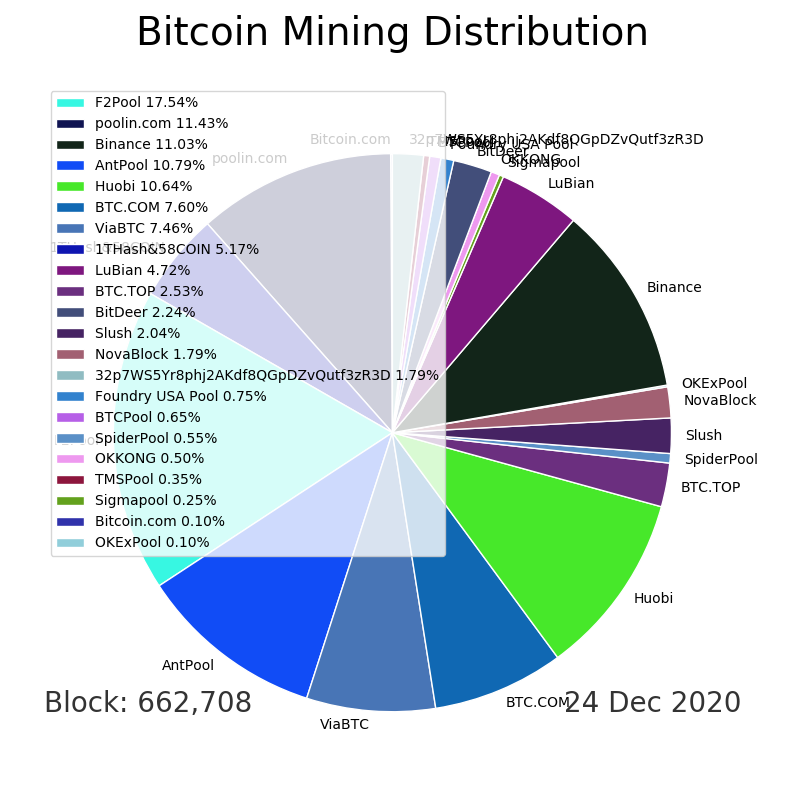 Bitcoin Mining Distribution
F2Pool 17.54%
poolin.com 11.43%
Binance 11.03%
AntPool 10.79%
Huobi 10.64%
BTC.COM 7.60%
ViaBTC 7.46%
1THash&58COIN 5.17%
LuBian 4.72%
BTC.TOP 2.53%
BitDeer 2.24%
Slush 2.04%
NovaBlock 1.79%
32p7WS5Yr8phj2AKdf8QGpDZvQutf3zR3D 1.79%
Foundry USA Pool 0.75%
BTCPool 0.65%
SpiderPool 0.55%
OKKONG 0.50%
TMSPool 0.35%
Sigmapool 0.25%
Bitcoin.com 0.10%
OKExPool 0.10%
Bitcoin.com
poolin.com
Foundry USA Pool
BitDeer
OKKONG
Sigmapool
LuBian
Binance
OKExPool
NovaBlock
Slush
SpiderPool
BTC.TOP
Huobi
BTC.COM
ViaBTC
AntPool
Block: 662,708
24 Dec 2020